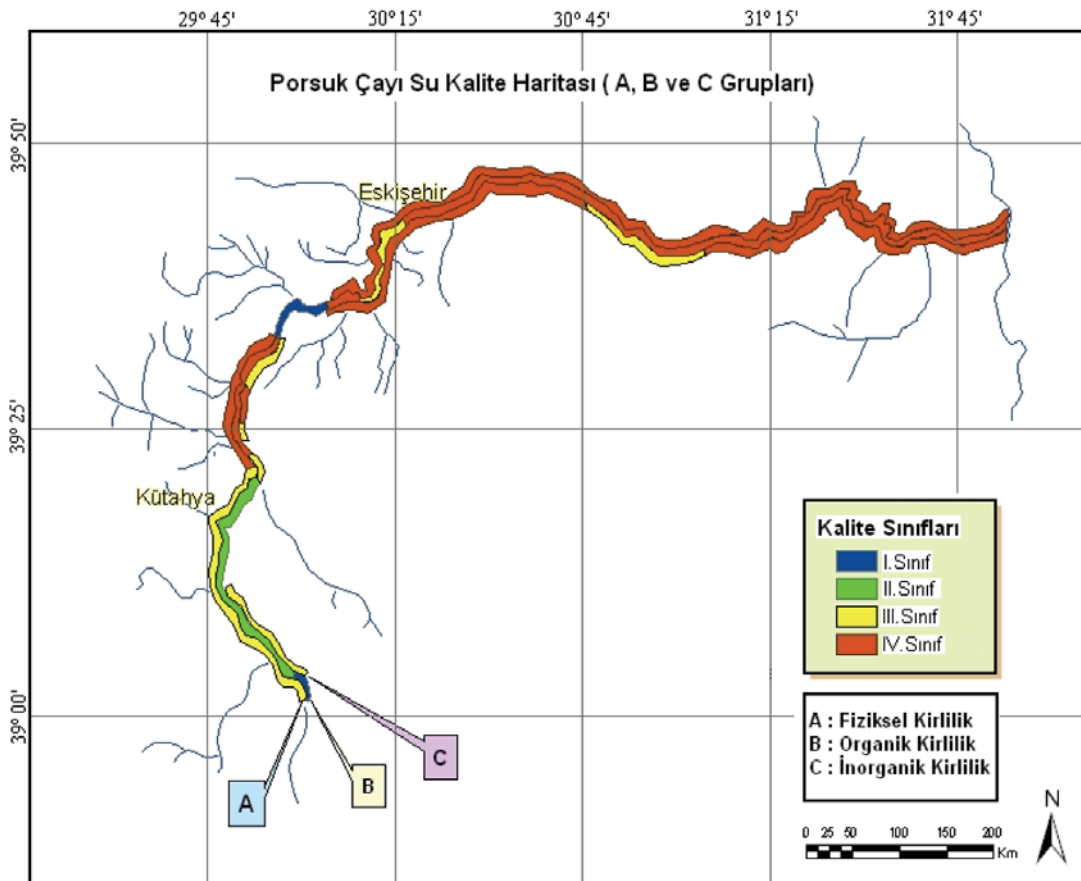 29° 45'
30° 15'
30° 45'
31° 15'
31° 45'
Porsuk Çayı Su Kalite Haritası ( A, B ve C Grupları)
39° 50'
Eskişehir
39° 25'
Kütahya
39° 00'
A
B
C
Kalite Sınıfları
I.Sınıf
II.Sınıf
III.Sınıf
IV.Sınıf
A : Fiziksel Kirlilik
B : Organik Kirlilik
C : İnorganik Kirlilik
N
0 25 50 100 150 200
Km